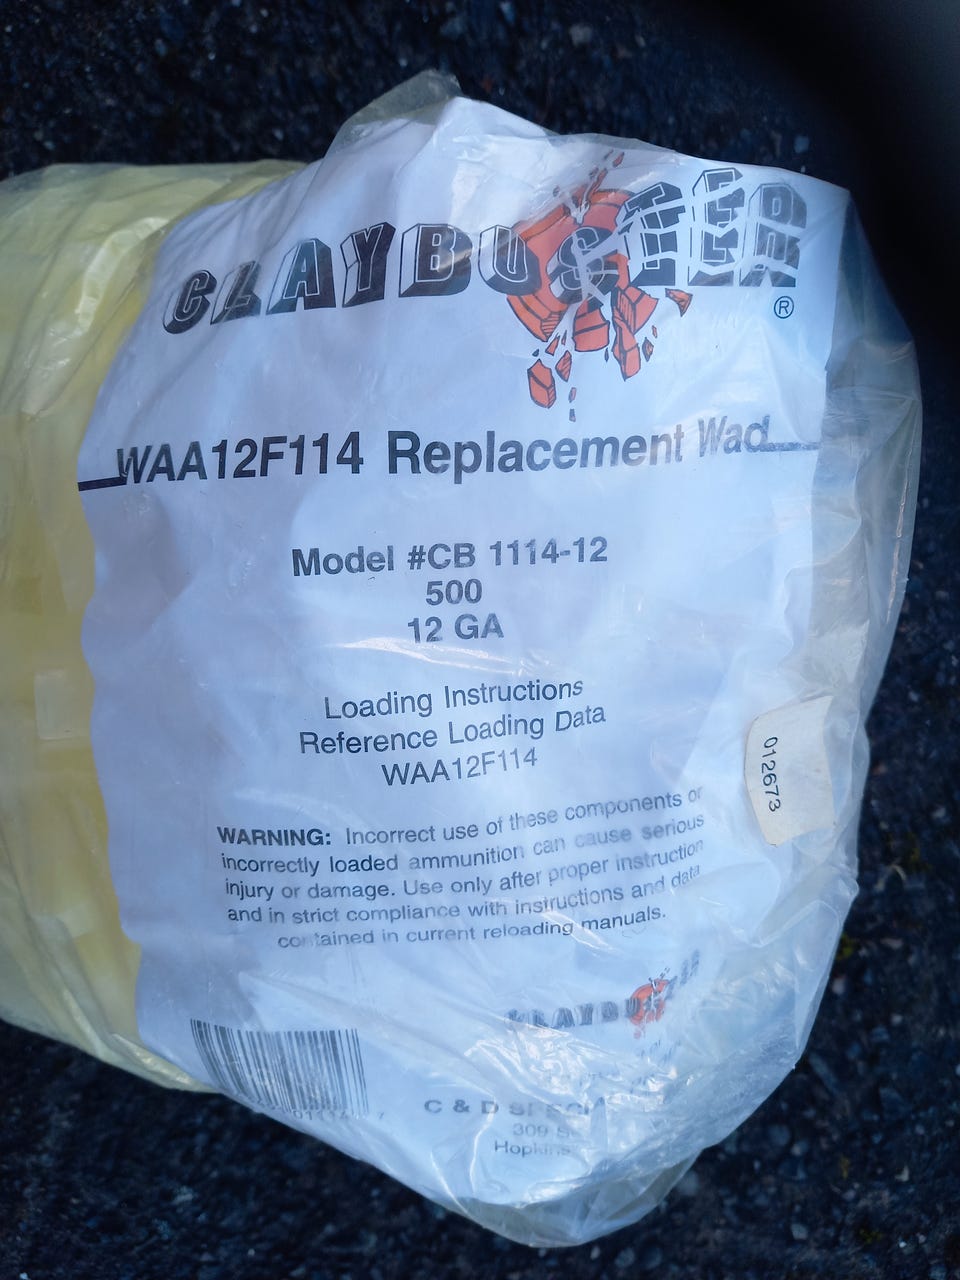 CLAYBUSTER
®
WAA12F114 Replacement Wad
Model #CB 1114-12
500
12 GA
Loading Instructions
Reference Loading Data
WAA12F114
012673
WARNING: Incorrect use of these components or
incorrectly loaded ammunition can cause serious
injury or damage. Use only after proper instruction
and in strict compliance with instructions and data
contained in current reloading manuals.
CLAYBUSTER
C & D
309